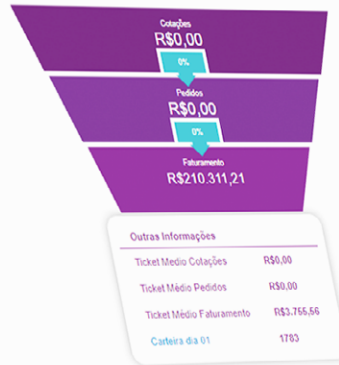 Cotações
R$0,00
0%
Pedidos
R$0,00
0%
Faturamento
R$210.311,21
Outras Informações
Ticket Medio Cotações R$0,00
Ticket Médio Pedidos R$0,00
Ticket Médio Faturamento R$3.755,56
Carteira dia 01 1783